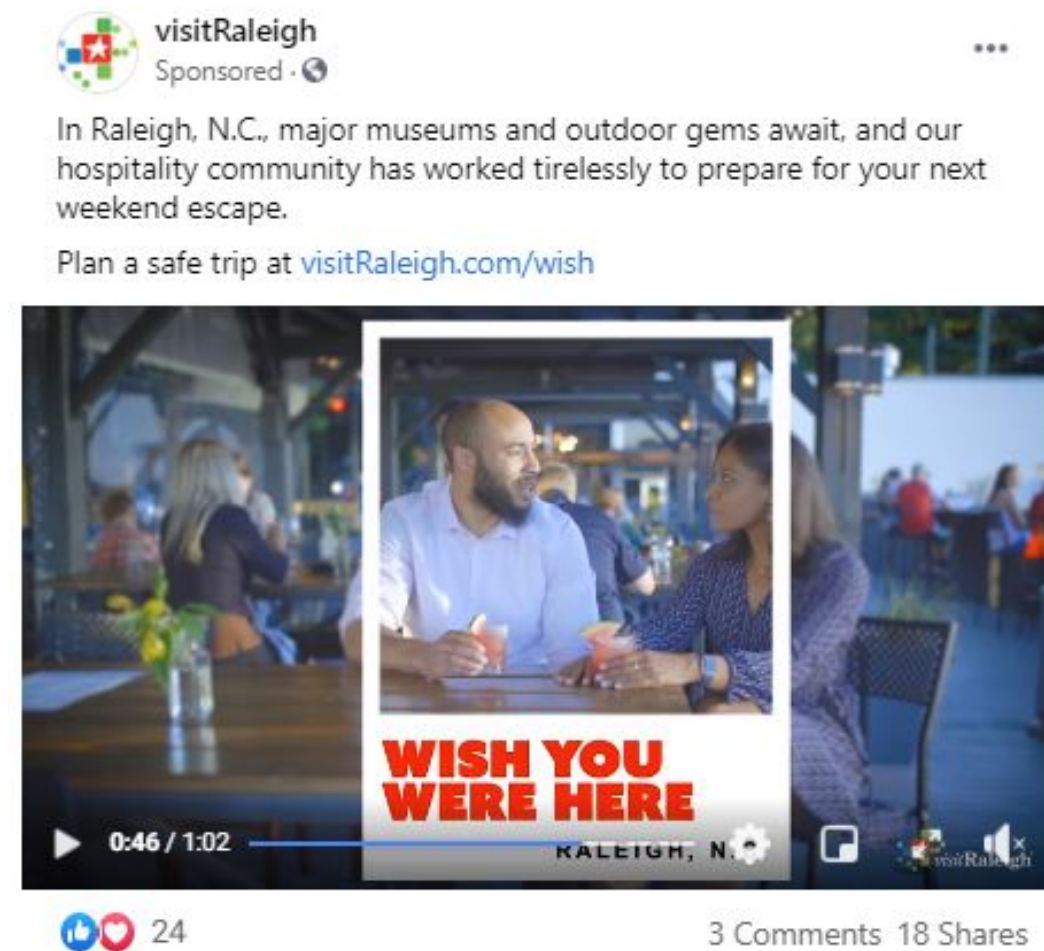 visitRaleigh
Sponsored ·
In Raleigh, N.C., major museums and outdoor gems await, and our
hospitality community has worked tirelessly to prepare for your next
weekend escape.
Plan a safe trip at visitRaleigh.com/wish
WISH YOU
WERE HERE
RALEIGH, N.
0:46 / 1:02
visitRaleigh
24
3 Comments 18 Shares